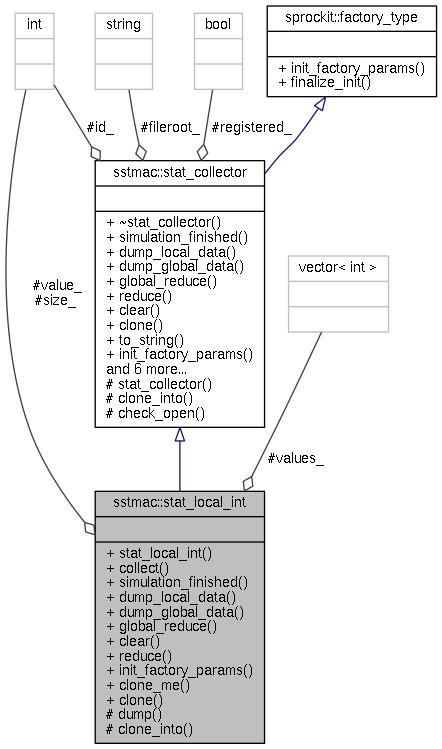 int
string
bool
sprockit::factory_type
+ init_factory_params()
+ finalize_init()
#id_
#fileroot_
#registered_
sstmac::stat_collector
+ ~stat_collector()
+ simulation_finished()
+ dump_local_data()
+ dump_global_data()
+ global_reduce()
+ reduce()
+ clear()
+ clone()
+ to_string()
+ init_factory_params()
and 6 more...
# stat_collector()
# clone_into()
# check_open()
#value_
#size_
vector< int >
#values_
sstmac::stat_local_int
+ stat_local_int()
+ collect()
+ simulation_finished()
+ dump_local_data()
+ dump_global_data()
+ global_reduce()
+ clear()
+ reduce()
+ init_factory_params()
+ clone_me()
+ clone()
# dump()
# clone_into()